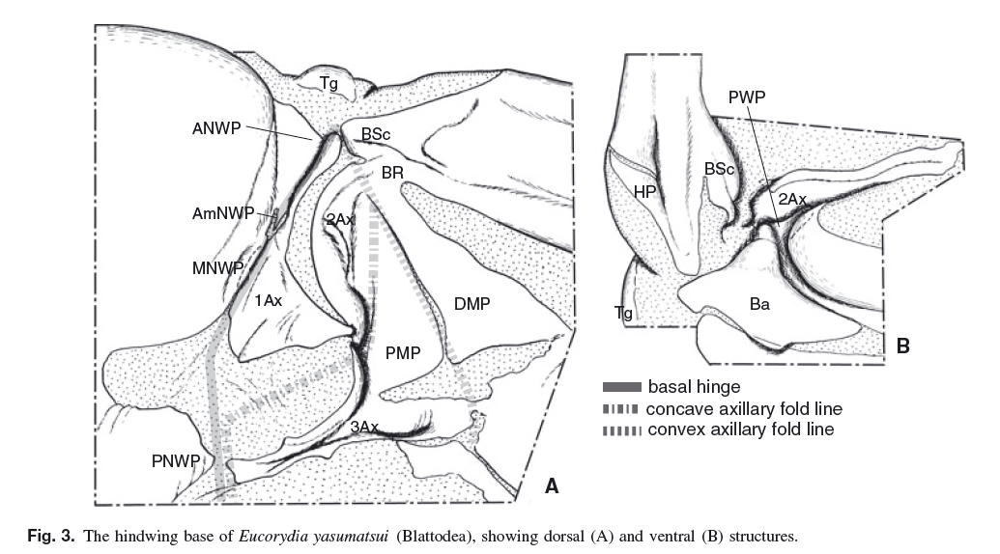 Tg
ANWP
BSc
BR
AmNWP
2Ax
MNWP
1Ax
DMP
PMP
3Ax
PNWP
A
PWP
BSc
HP
2Ax
Tg
Ba
B
basal hinge
concave axillary fold line
convex axillary fold line
Fig. 3. The hindwing base of Eucorydia yasumatsui (Blattodea), showing dorsal (A) and ventral (B) structures.